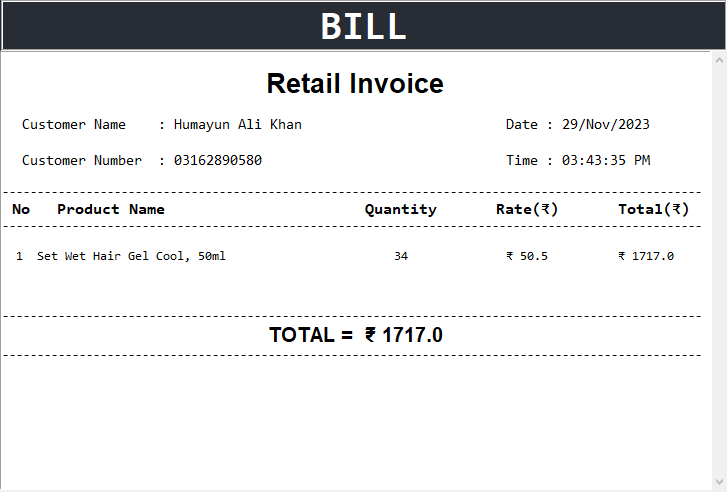 BILL
Retail Invoice
Customer Name : Humayun Ali Khan Date : 29/Nov/2023
Customer Number : 03162890580 Time : 03:43:35 PM
No Product Name Quantity Rate(₹) Total(₹)
1 Set Wet Hair Gel Cool, 50ml 34 ₹ 50.5 ₹ 1717.0
TOTAL = ₹ 1717.0